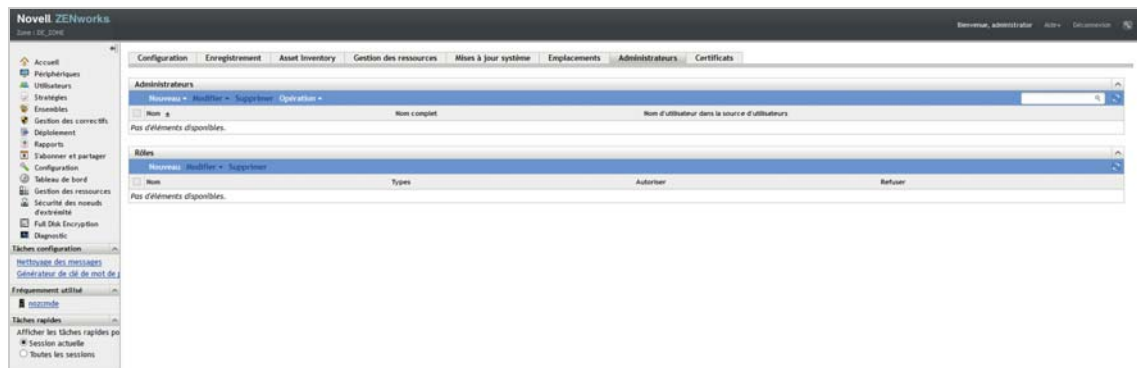 Novell. ZENworks
Zone : DE_ZONE
Bienvenue, administrator Aide Déconnexion
Accueil
Périphériques
Utilisateurs
Stratégies
Ensembles
Gestion des correctifs
Déploiement
Rapports
S'abonner et partager
Configuration
Tableau de bord
Gestion des ressources
Sécurité des noeuds
d'extrémité
Full Disk Encryption
Diagnostic
Tâches configuration
Nettoyage des messages
Générateur de clé de mot de p
Fréquemment utilisé
nozcmde
Tâches rapides
Afficher les tâches rapides po
Session actuelle
Toutes les sessions
Configuration Enregistrement Asset Inventory Gestion des ressources Mises à jour système Emplacements Administrateurs Certificats
Administrateurs
Nouveau Modifier Supprimer Opération
Nom Nom complet Nom d'utilisateur dans la source d'utilisateurs
Pas d'éléments disponibles.
Rôles
Nouveau Modifier Supprimer
Nom Types Autoriser Refuser
Pas d'éléments disponibles.